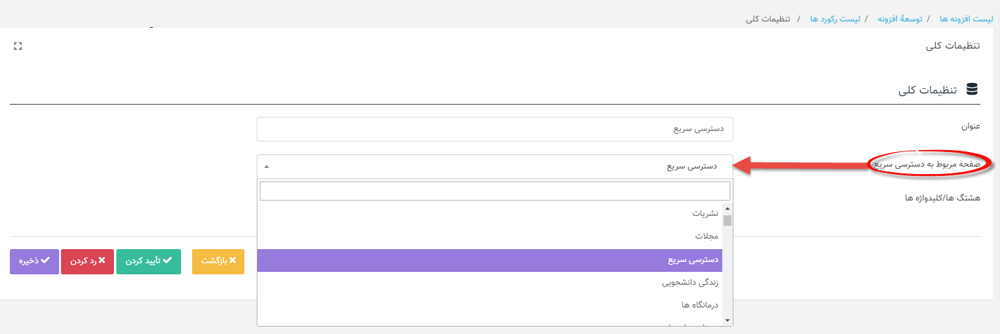 لیست افزونه ها / توسعهٔ افزونه / لیست رکورد ها / تنظیمات کلی
تنظیمات کلی
تنظیمات کلی
عنوان
دسترسی سریع
صفحه مربوط به دسترسی سریع
دسترسی سریع
نشریات
مجلات
دسترسی سریع
زندگی دانشجویی
درمانگاه ها
هشتگ ها/کلیدواژه ها
بازگشت تأیید کردن رد کردن ذخیره